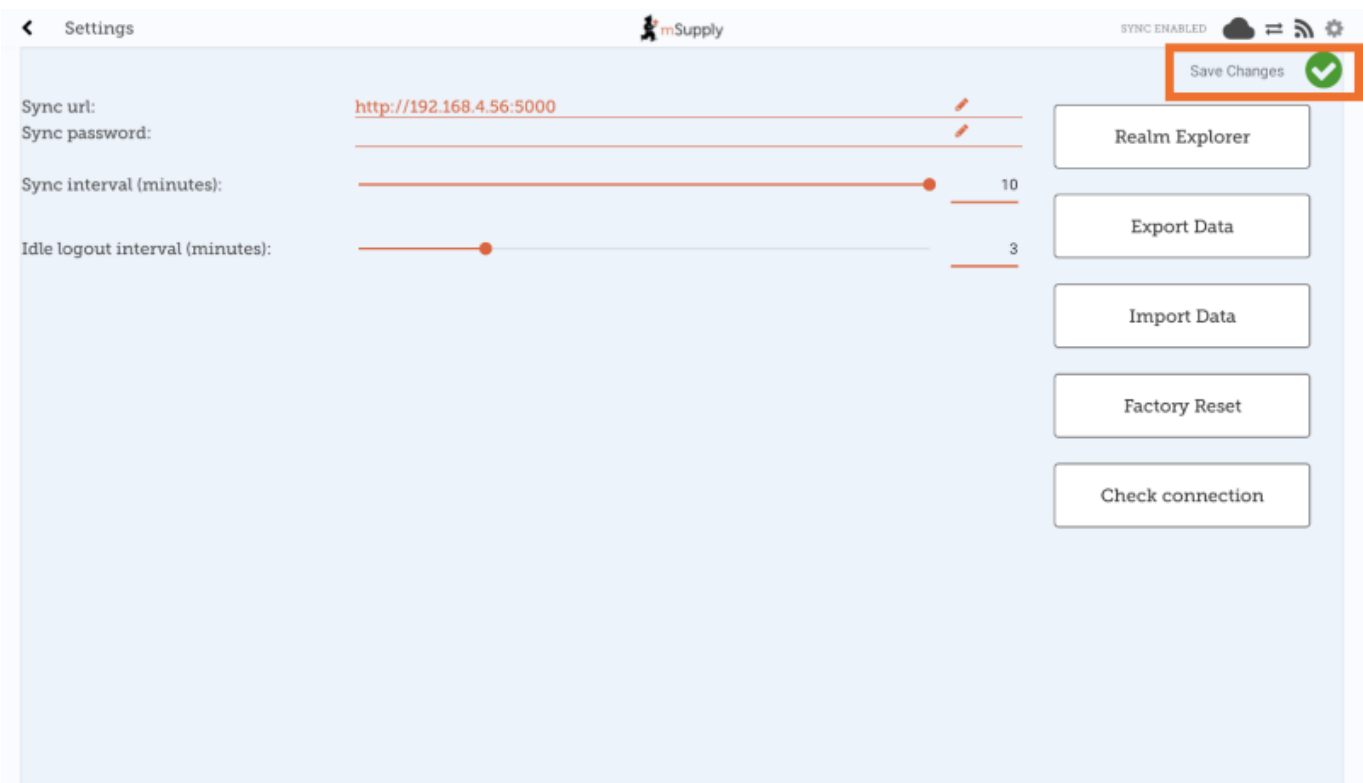 Settings
mSupply
SYNC ENABLED
Save Changes
Sync url: http://192.168.4.56:5000
Sync password:
Sync interval (minutes): 10
Idle logout interval (minutes): 3
Realm Explorer
Export Data
Import Data
Factory Reset
Check connection